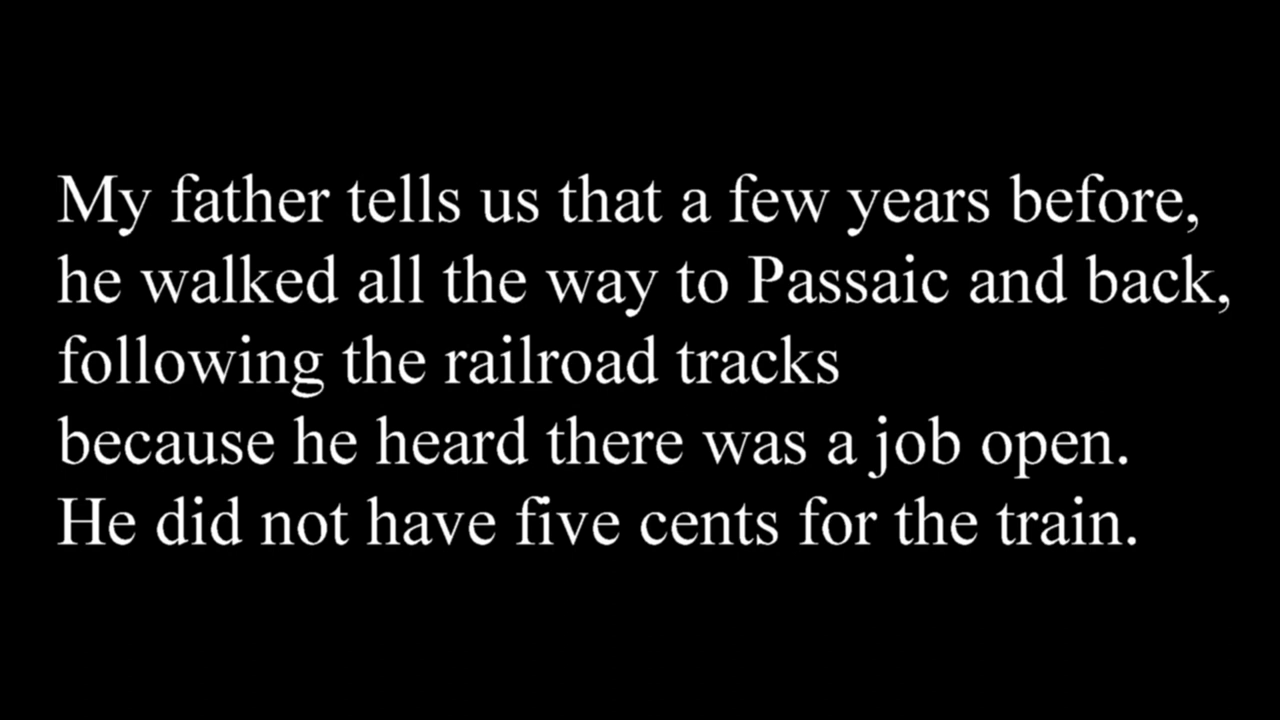 My father tells us that a few years before,
he walked all the way to Passaic and back,
following the railroad tracks
because he heard there was a job open.
He did not have five cents for the train.